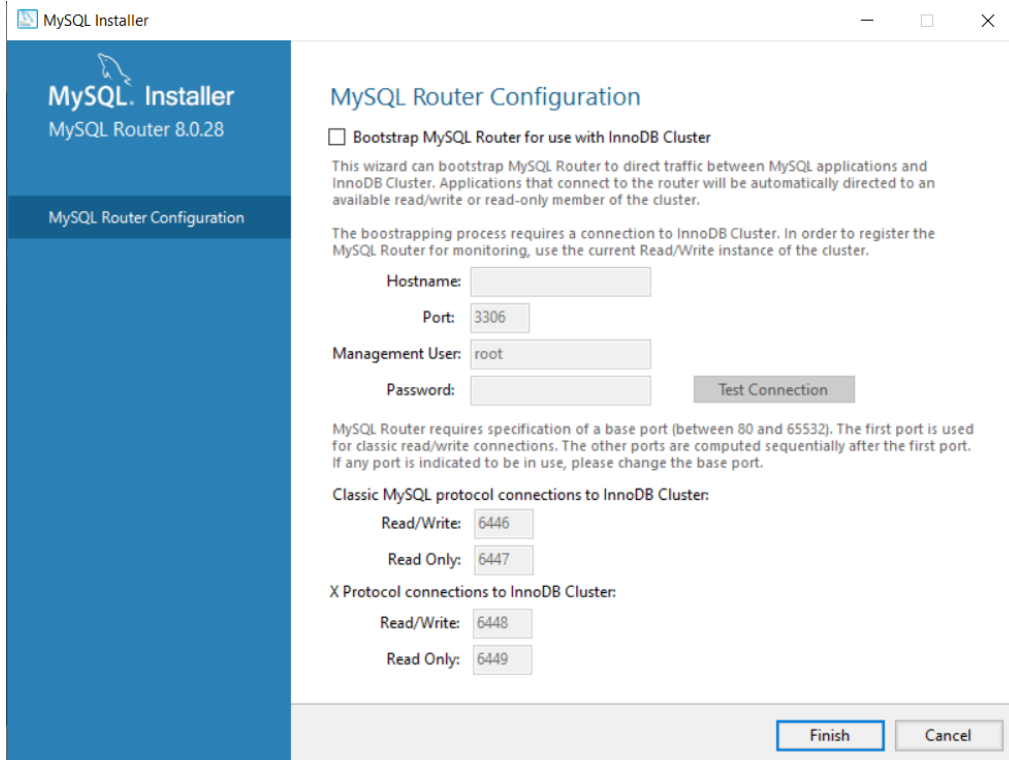 MySQL Installer
MySQL. Installer
MySQL Router 8.0.28
MySQL Router Configuration
MySQL Router Configuration
Bootstrap MySQL Router for use with InnoDB Cluster
This wizard can bootstrap MySQL Router to direct traffic between MySQL applications and
InnoDB Cluster. Applications that connect to the router will be automatically directed to an
available read/write or read-only member of the cluster.
The boostrapping process requires a connection to InnoDB Cluster. In order to register the
MySQL Router for monitoring, use the current Read/Write instance of the cluster.
Hostname:
Port: 3306
Management User: root
Password: Test Connection
MySQL Router requires specification of a base port (between 80 and 65532). The first port is used
for classic read/write connections. The other ports are computed sequentially after the first port.
If any port is indicated to be in use, please change the base port.
Classic MySQL protocol connections to InnoDB Cluster:
Read/Write: 6446
Read Only: 6447
X Protocol connections to InnoDB Cluster:
Read/Write: 6448
Read Only: 6449
Finish Cancel